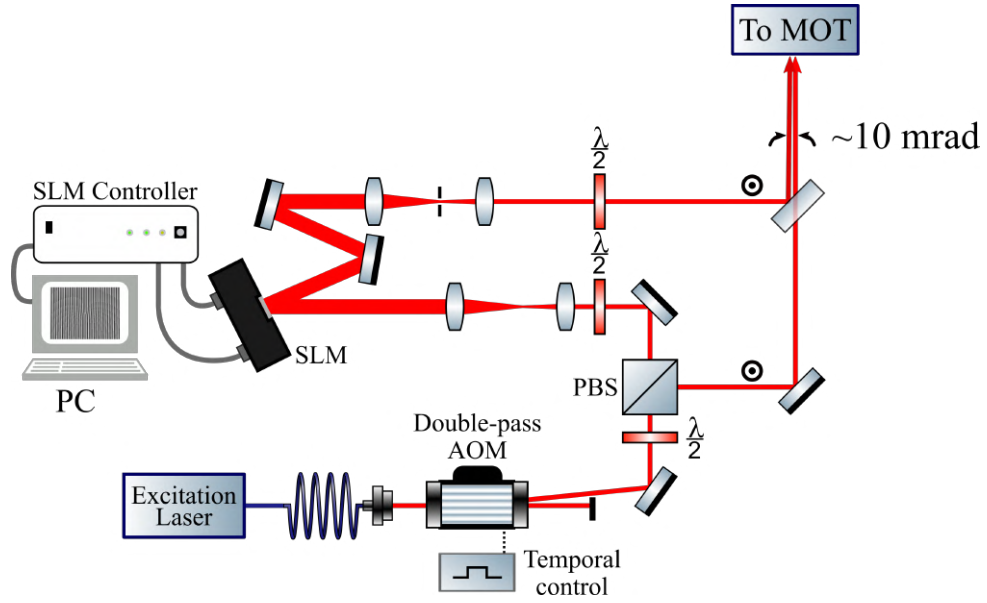 To MOT
~10 mrad
λ/2
SLM Controller
λ/2
SLM
PC
PBS
Double-pass
AOM
λ/2
Excitation
Laser
Temporal
control